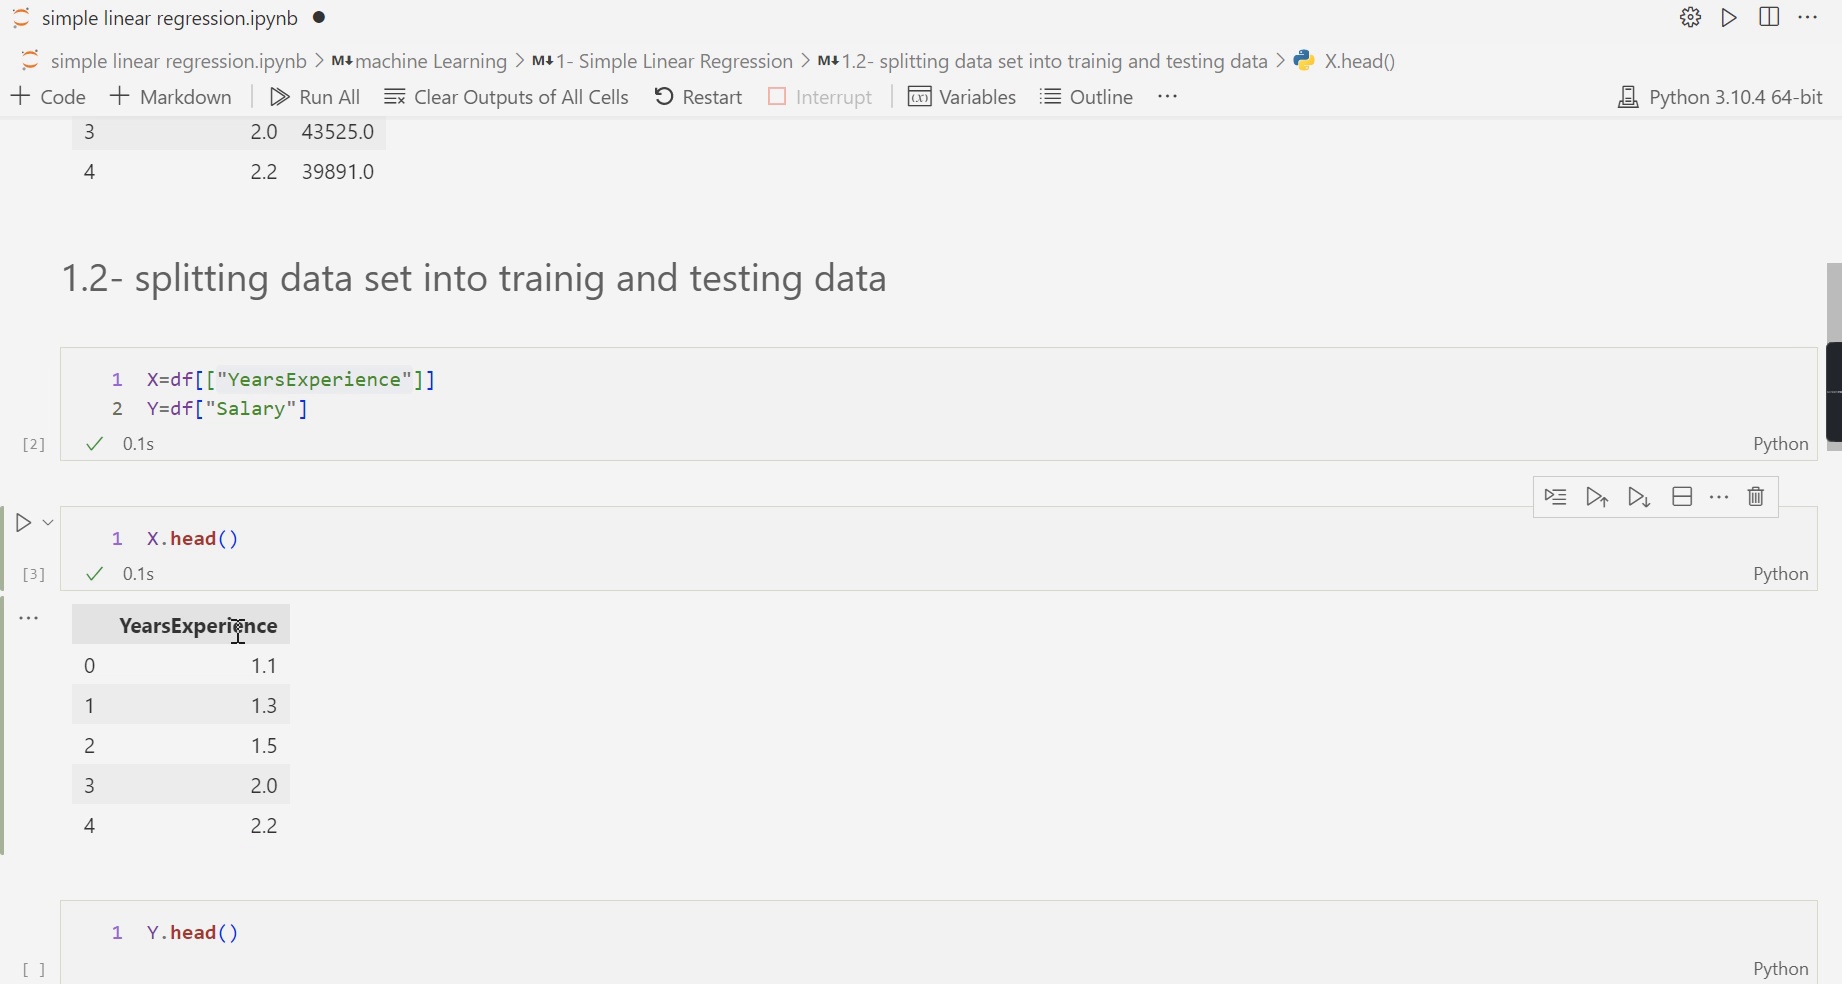 simple linear regression.ipynb
simple linear regression.ipynb > M↓ machine Learning > M↓ 1- Simple Linear Regression > M↓ 1.2- splitting data set into trainig and testing data > X.head()
+ Code + Markdown Run All Clear Outputs of All Cells Restart Interrupt (x) Variables Outline ... Python 3.10.4 64-bit
3 2.0 43525.0
4 2.2 39891.0
1.2- splitting data set into trainig and testing data
1 X=df[["YearsExperience"]]
2 Y=df["Salary"]
[2] ✓ 0.1s Python
1 X.head()
[3] ✓ 0.1s Python
YearsExperience
0 1.1
1 1.3
2 1.5
3 2.0
4 2.2
1 Y.head()
[ ] Python